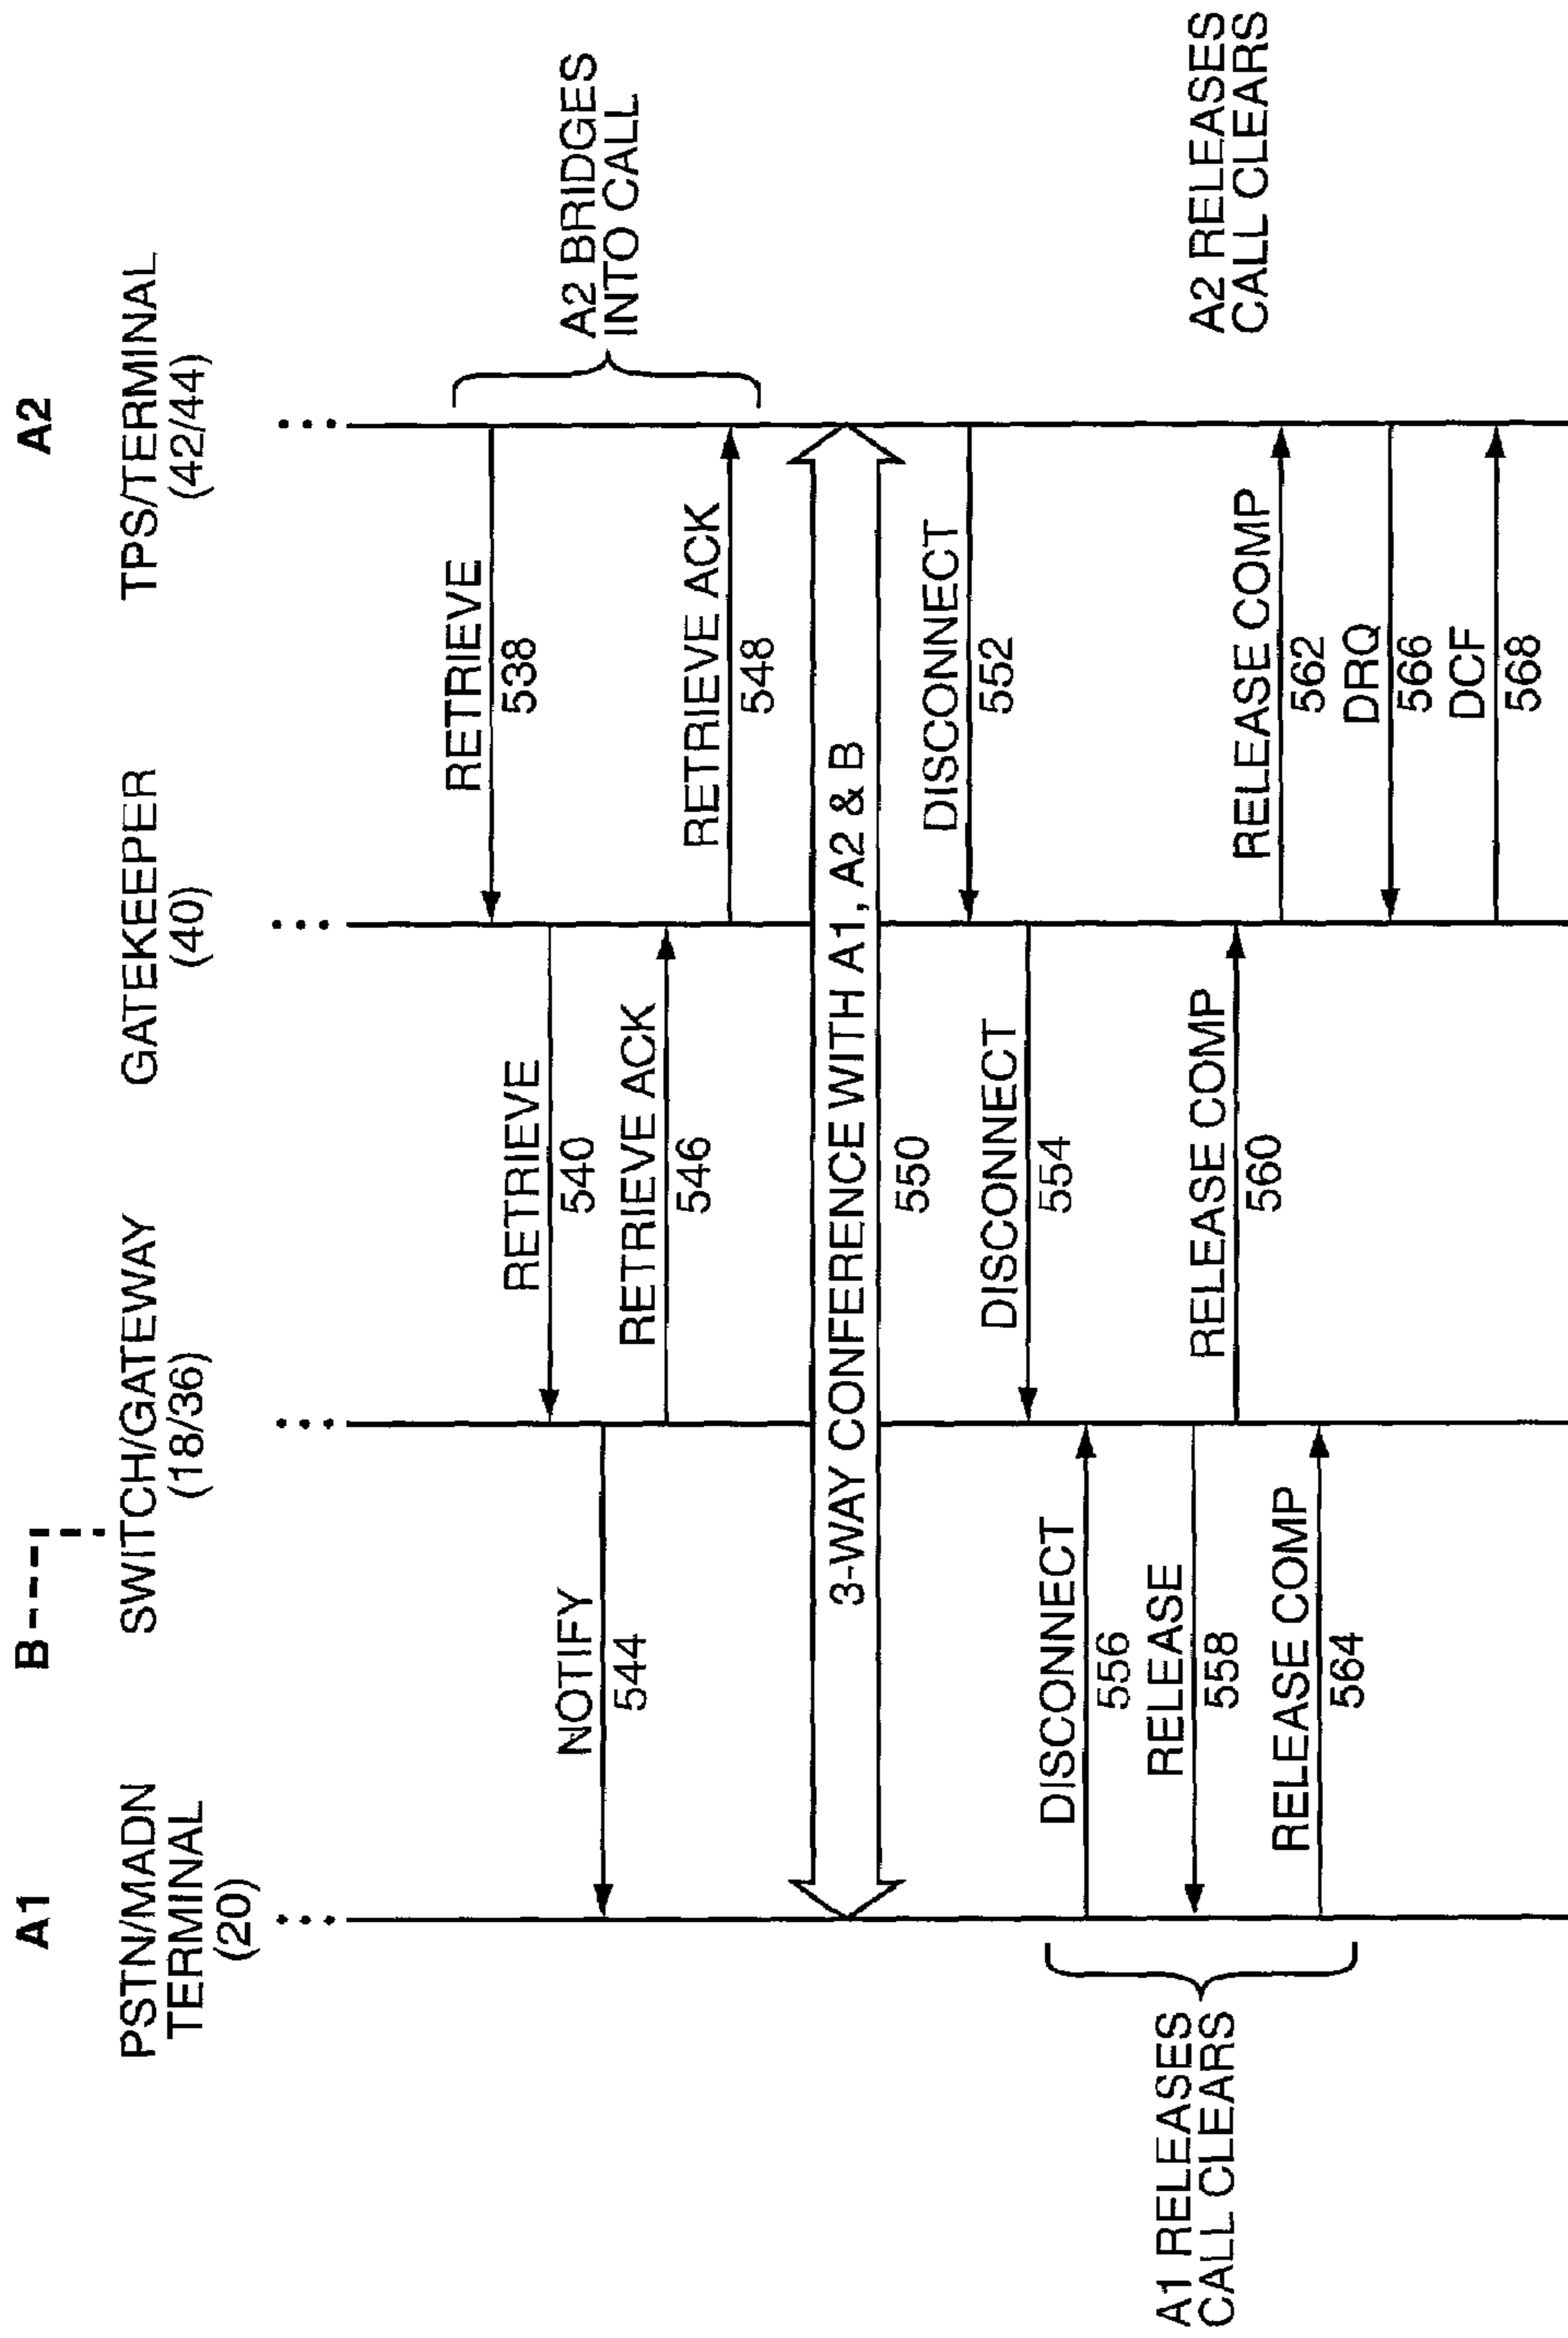 A1
B
A2
PSTN/MADN
TERMINAL
(20)
SWITCH/GATEWAY
(18/36)
GATEKEEPER
(40)
TPS/TERMINAL
(42/44)
RETRIEVE
538
RETRIEVE
540
NOTIFY
544
RETRIEVE ACK
546
RETRIEVE ACK
548
A2 BRIDGES
INTO CALL
3-WAY CONFERENCE WITH A1, A2 & B
550
DISCONNECT
552
DISCONNECT
554
DISCONNECT
556
RELEASE
558
RELEASE COMP
560
RELEASE COMP
562
RELEASE COMP
564
DRQ
566
DCF
568
A1 RELEASES
CALL CLEARS
A2 RELEASES
CALL CLEARS